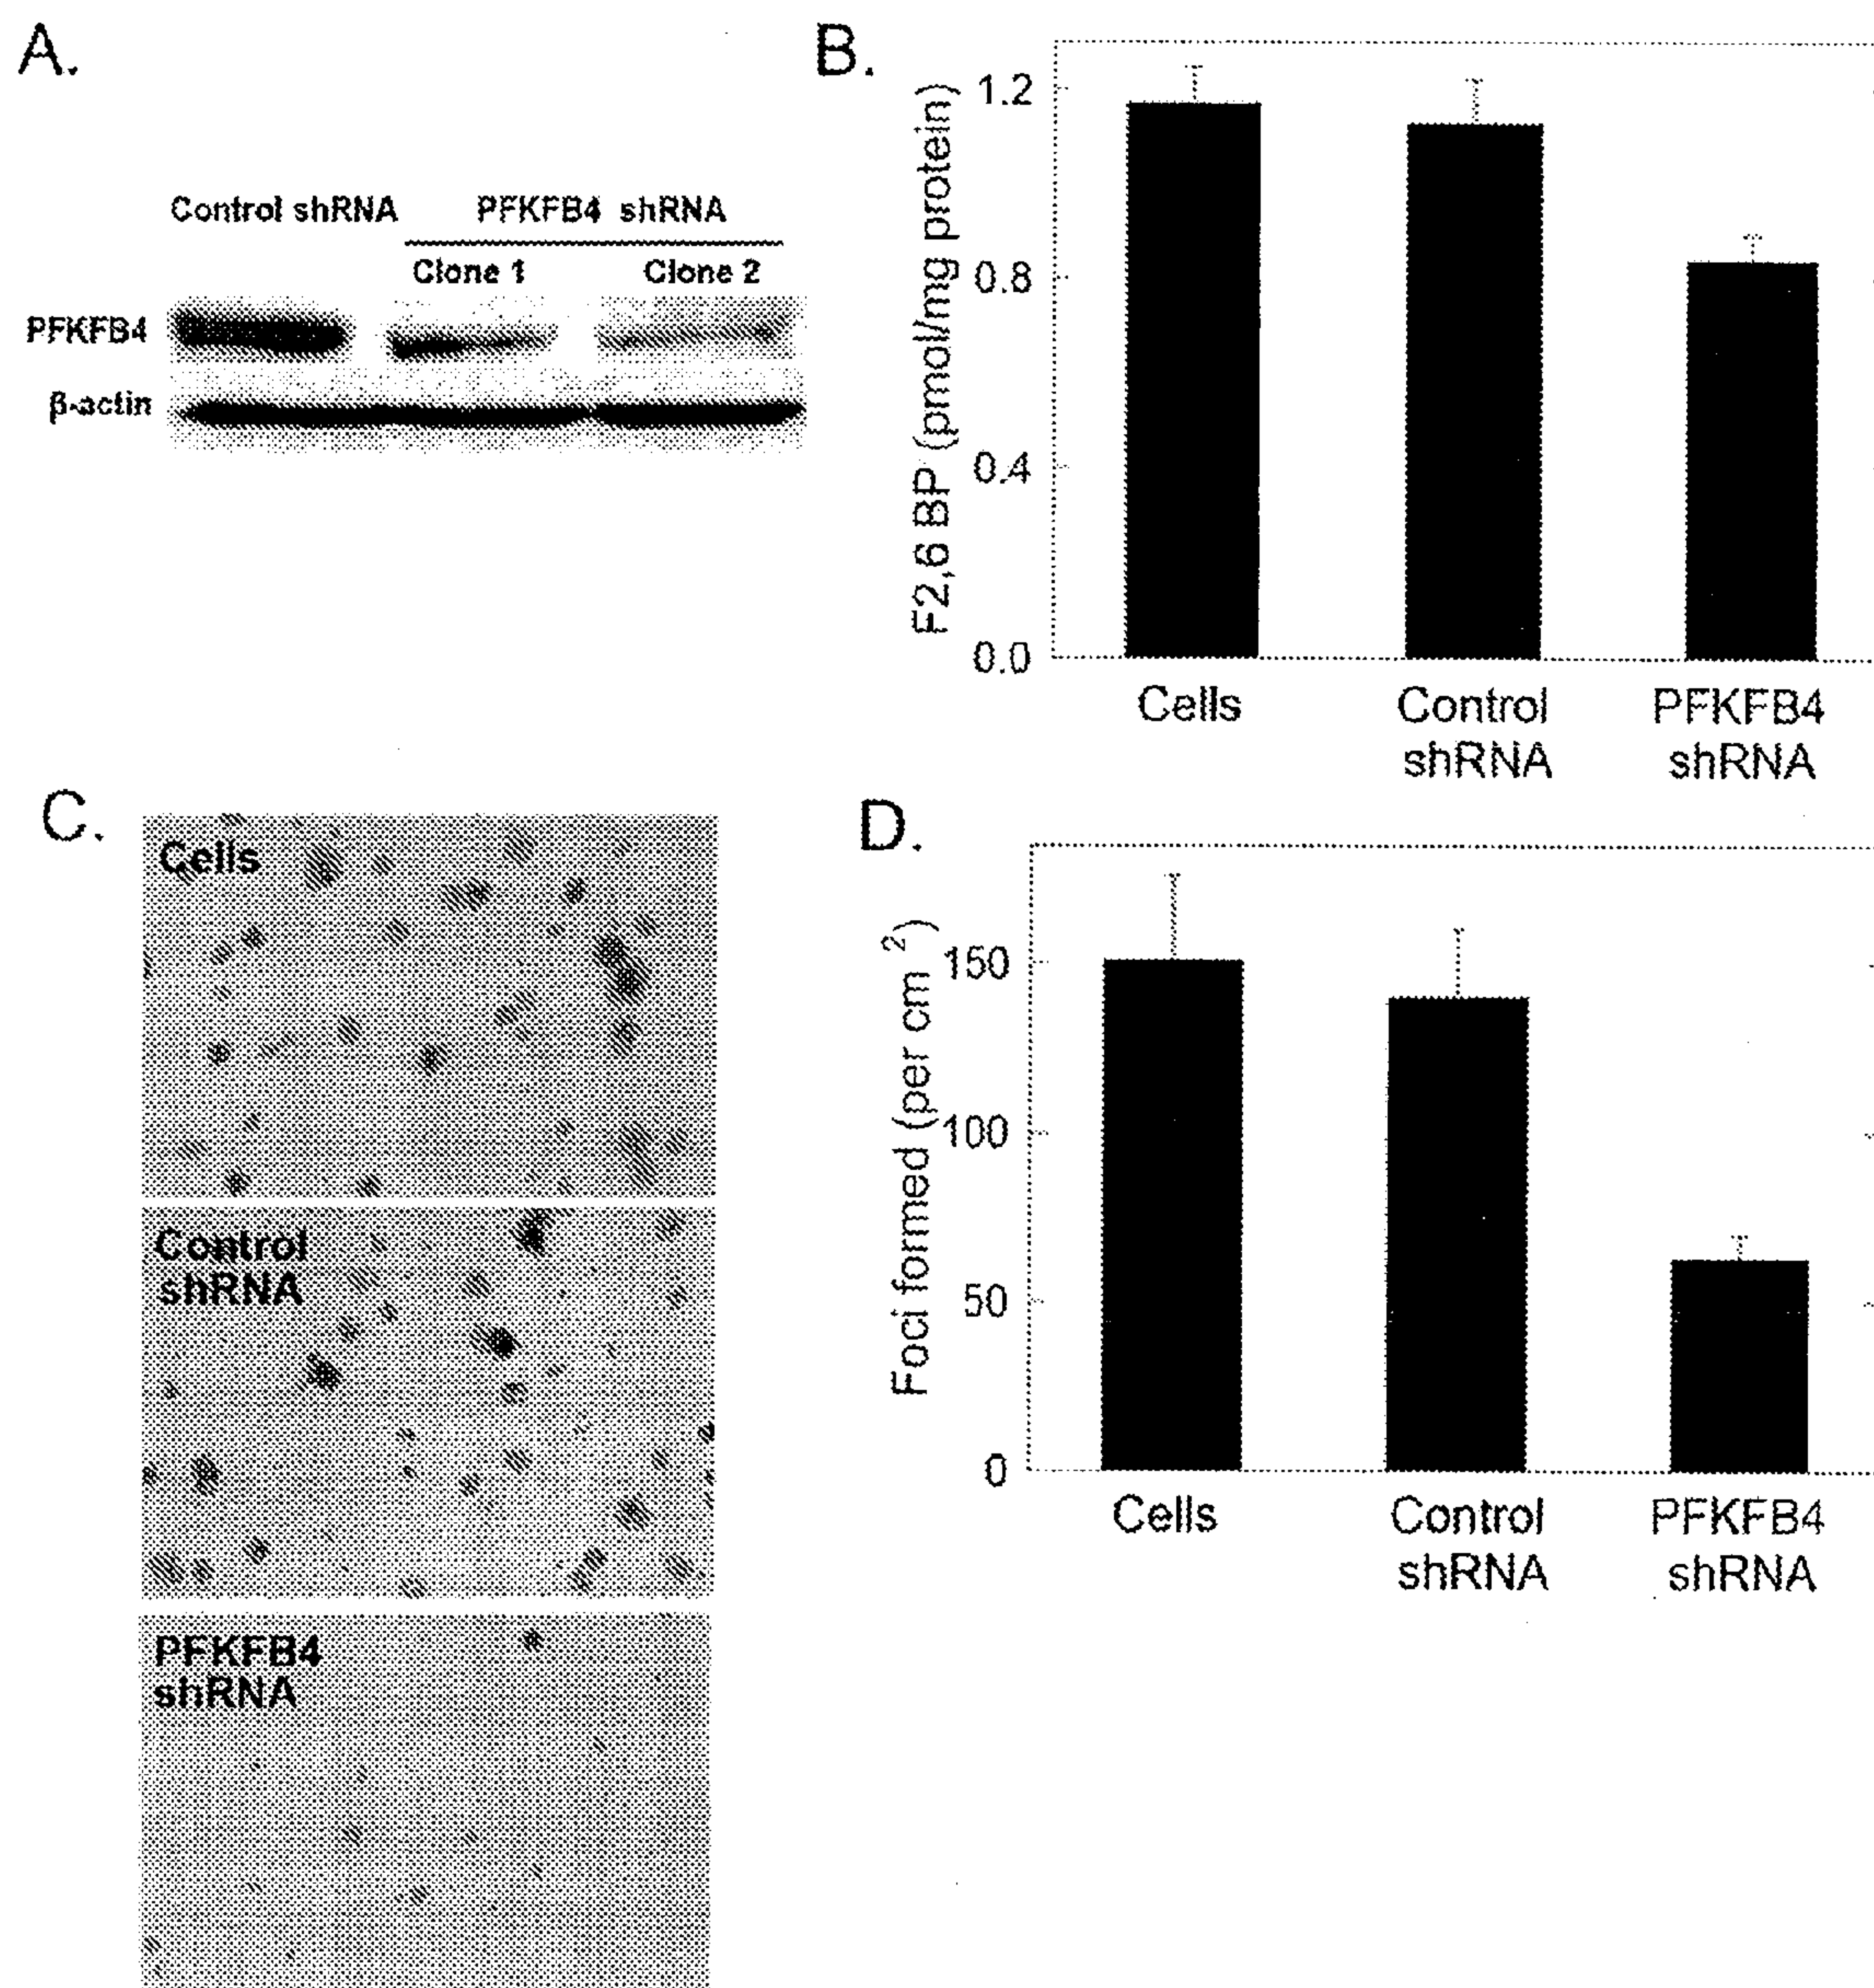 A.
Control shRNA PFKFB4 shRNA
Clone 1 Clone 2
PFKFB4
β-actin
B.
F2,6 BP (pmol/mg protein)
1.2
0.8
0.4
0.0
Cells
Control
shRNA
PFKFB4
shRNA
C.
Cells
Control
shRNA
PFKFB4
shRNA
D.
Foci formed (per cm 2)
150
100
50
0
Cells
Control
shRNA
PFKFB4
shRNA